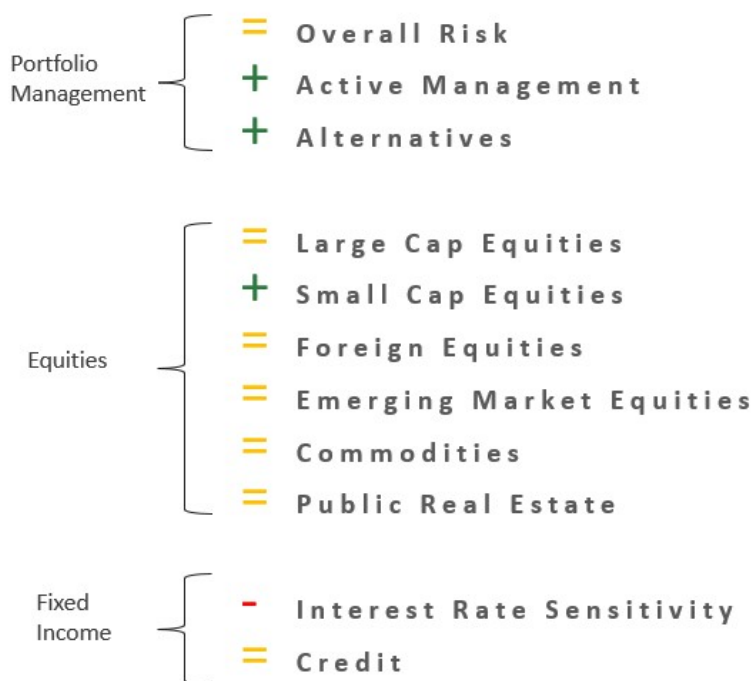 Portfolio
Management
= Overall Risk
+ Active Management
+ Alternatives
Equities
= Large Cap Equities
+ Small Cap Equities
= Foreign Equities
= Emerging Market Equities
= Commodities
= Public Real Estate
Fixed
Income
- Interest Rate Sensitivity
= Credit